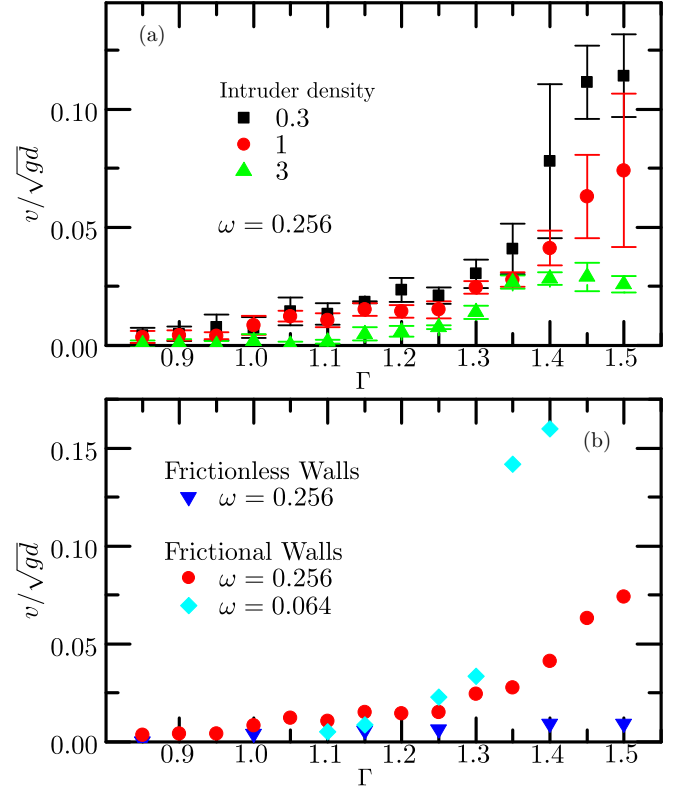 (a)
Intruder density
0.3
1
3
ω = 0.256
v/√gd
0.10
0.05
0.00
0.9 1.0 1.1 1.2 1.3 1.4 1.5
Γ
(b)
Frictionless Walls
ω = 0.256
Frictional Walls
ω = 0.256
ω = 0.064
v/√gd
0.15
0.10
0.05
0.00
0.9 1.0 1.1 1.2 1.3 1.4 1.5
Γ